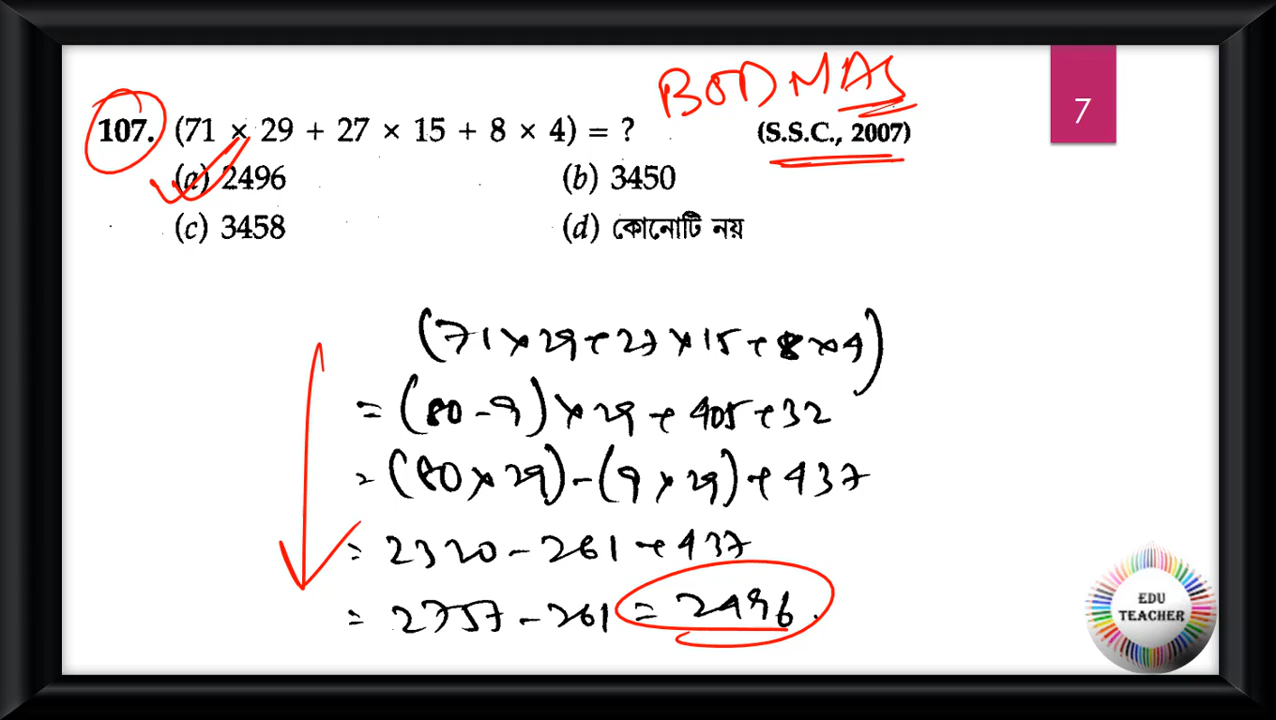 BODMAS
7
107. (71 × 29 + 27 × 15 + 8 × 4) = ?
(S.S.C., 2007)
(a) 2496
(b) 3450
(c) 3458
(d) কোনোটি নয়
(71×29+27×15+8×4)
= (80-9)×29+405+32
= (80×29)-(9×29)+437
= 2320-261+437
= 2757-261 = 2496.
EDU
TEACHER